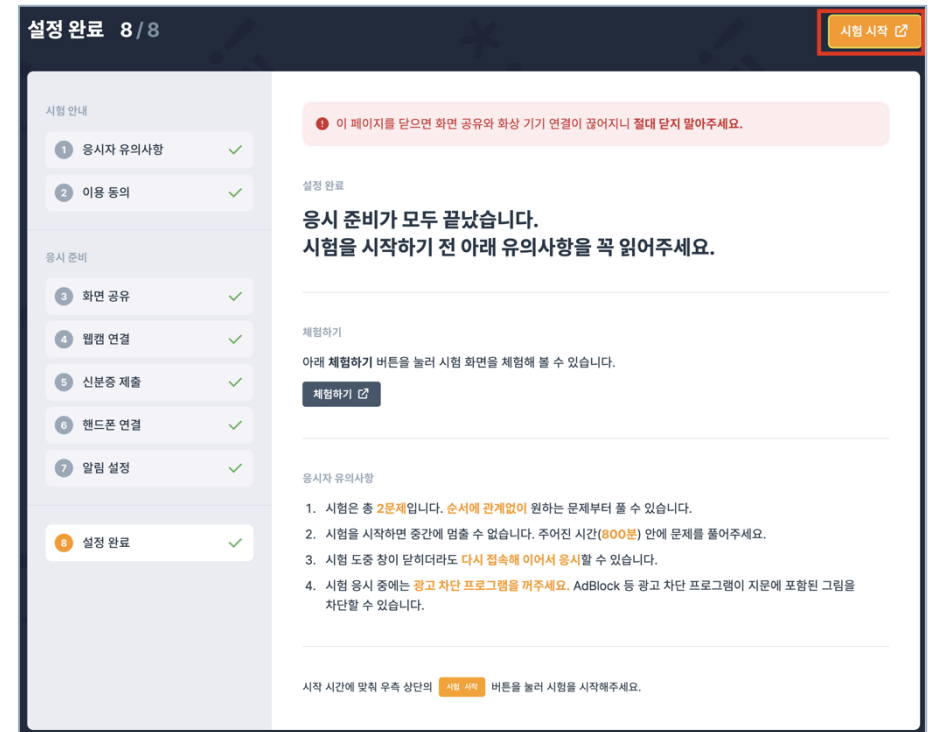 설정 완료 8/8
시험 시작
시험 안내
1 응시자 유의사항
2 이용 동의
응시 준비
3 화면 공유
4 웹캠 연결
5 신분증 제출
6 핸드폰 연결
7 알림 설정
8 설정 완료
이 페이지를 닫으면 화면 공유와 화상 기기 연결이 끊어지니 절대 닫지 말아주세요.
설정 완료
응시 준비가 모두 끝났습니다.
시험을 시작하기 전 아래 유의사항을 꼭 읽어주세요.
체험하기
아래 체험하기 버튼을 눌러 시험 화면을 체험해 볼 수 있습니다.
체험하기
응시자 유의사항
1. 시험은 총 2문제입니다. 순서에 관계없이 원하는 문제부터 풀 수 있습니다.
2. 시험을 시작하면 중간에 멈출 수 없습니다. 주어진 시간(800분) 안에 문제를 풀어주세요.
3. 시험 도중 창이 닫히더라도 다시 접속해 이어서 응시할 수 있습니다.
4. 시험 응시 중에는 광고 차단 프로그램을 꺼주세요. AdBlock 등 광고 차단 프로그램이 지문에 포함된 그림을
차단할 수 있습니다.
시작 시간에 맞춰 우측 상단의 시험 시작 버튼을 눌러 시험을 시작해주세요.